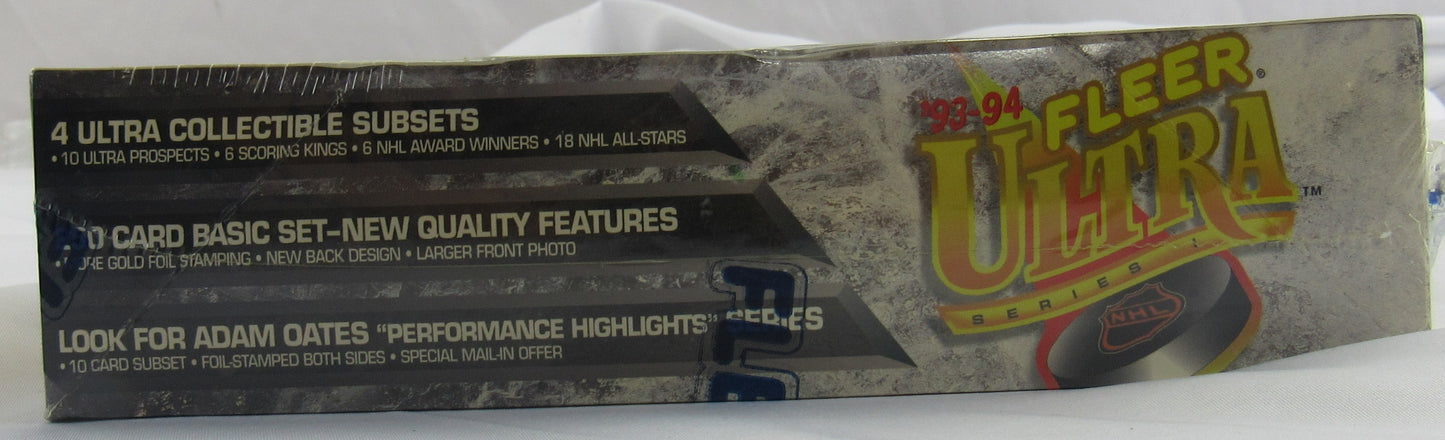 4 ULTRA COLLECTIBLE SUBSETS
• 10 ULTRA PROSPECTS • 6 SCORING KINGS • 6 NHL AWARD WINNERS • 18 NHL ALL-STARS
CARD BASIC SET–NEW QUALITY FEATURES
GOLD FOIL STAMPING • NEW BACK DESIGN • LARGER FRONT PHOTO
LOOK FOR ADAM OATES “PERFORMANCE HIGHLIGHTS” SERIES
• 10 CARD SUBSET • FOIL-STAMPED BOTH SIDES • SPECIAL MAIL-IN OFFER
'93-94
FLEER®
ULTRA™
SERIES 1
NHL